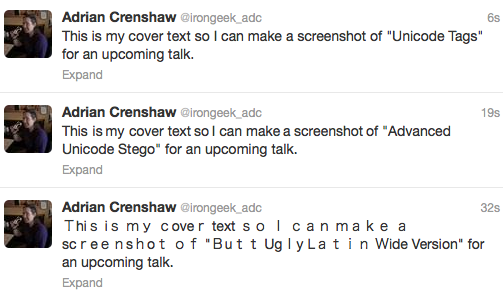 Adrian Crenshaw @irongeek_adc 6s
This is my cover text so I can make a screenshot of "Unicode Tags"
for an upcoming talk.
Expand
Adrian Crenshaw @irongeek_adc 19s
This is my cover text so I can make a screenshot of "Advanced
Unicode Stego" for an upcoming talk.
Expand
Adrian Crenshaw @irongeek_adc 32s
Ｔhiｓ iｓ ｍｙ ｃoveｒ text ｓｏ Ｉ ｃａｎ ｍａｋｅ ａ
scｒｅｅｎｓhoｔ ｏｆ "Ｂｕｔｔ UgｌｙＬａｔｉｎ Ｗide Version" for
an upcoming talk.
Expand